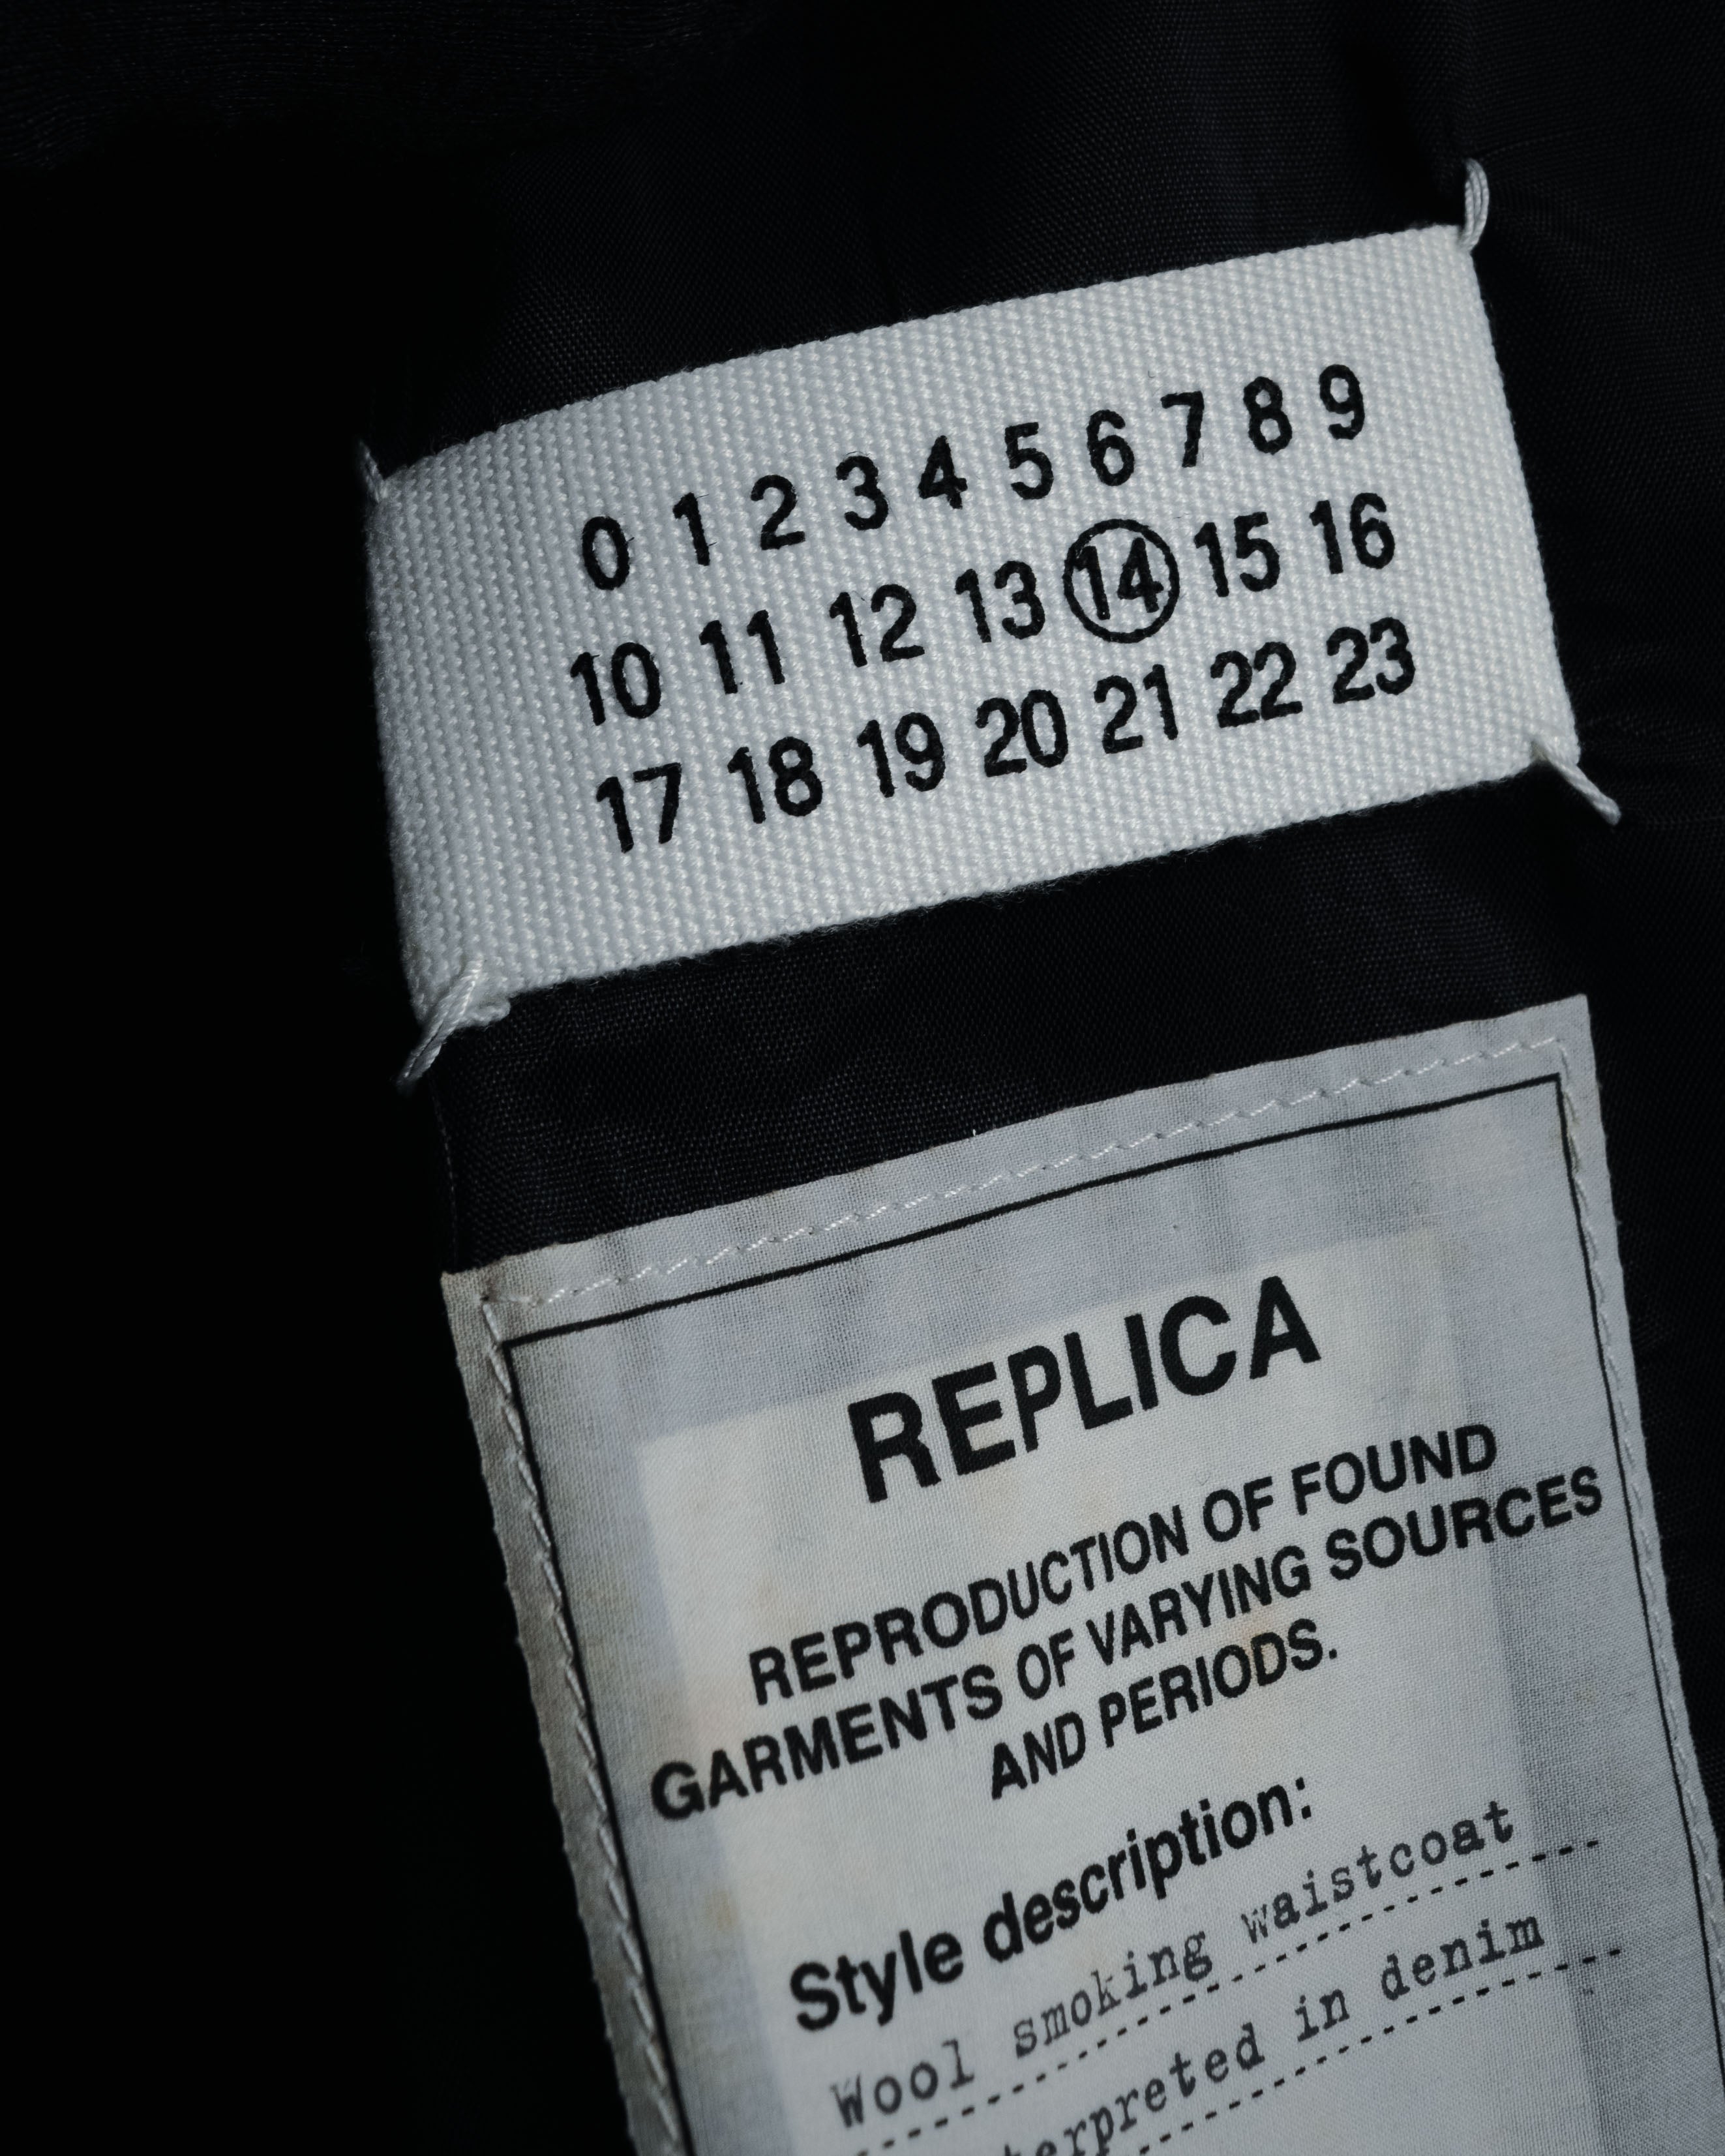 0 1 2 3 4 5 6 7 8 9
10 11 12 13 14 15 16
17 18 19 20 21 22 23
REPLICA
REPRODUCTION OF FOUND
GARMENTS OF VARYING SOURCES
AND PERIODS.
Style description:
Wool smoking waistcoat
in denim